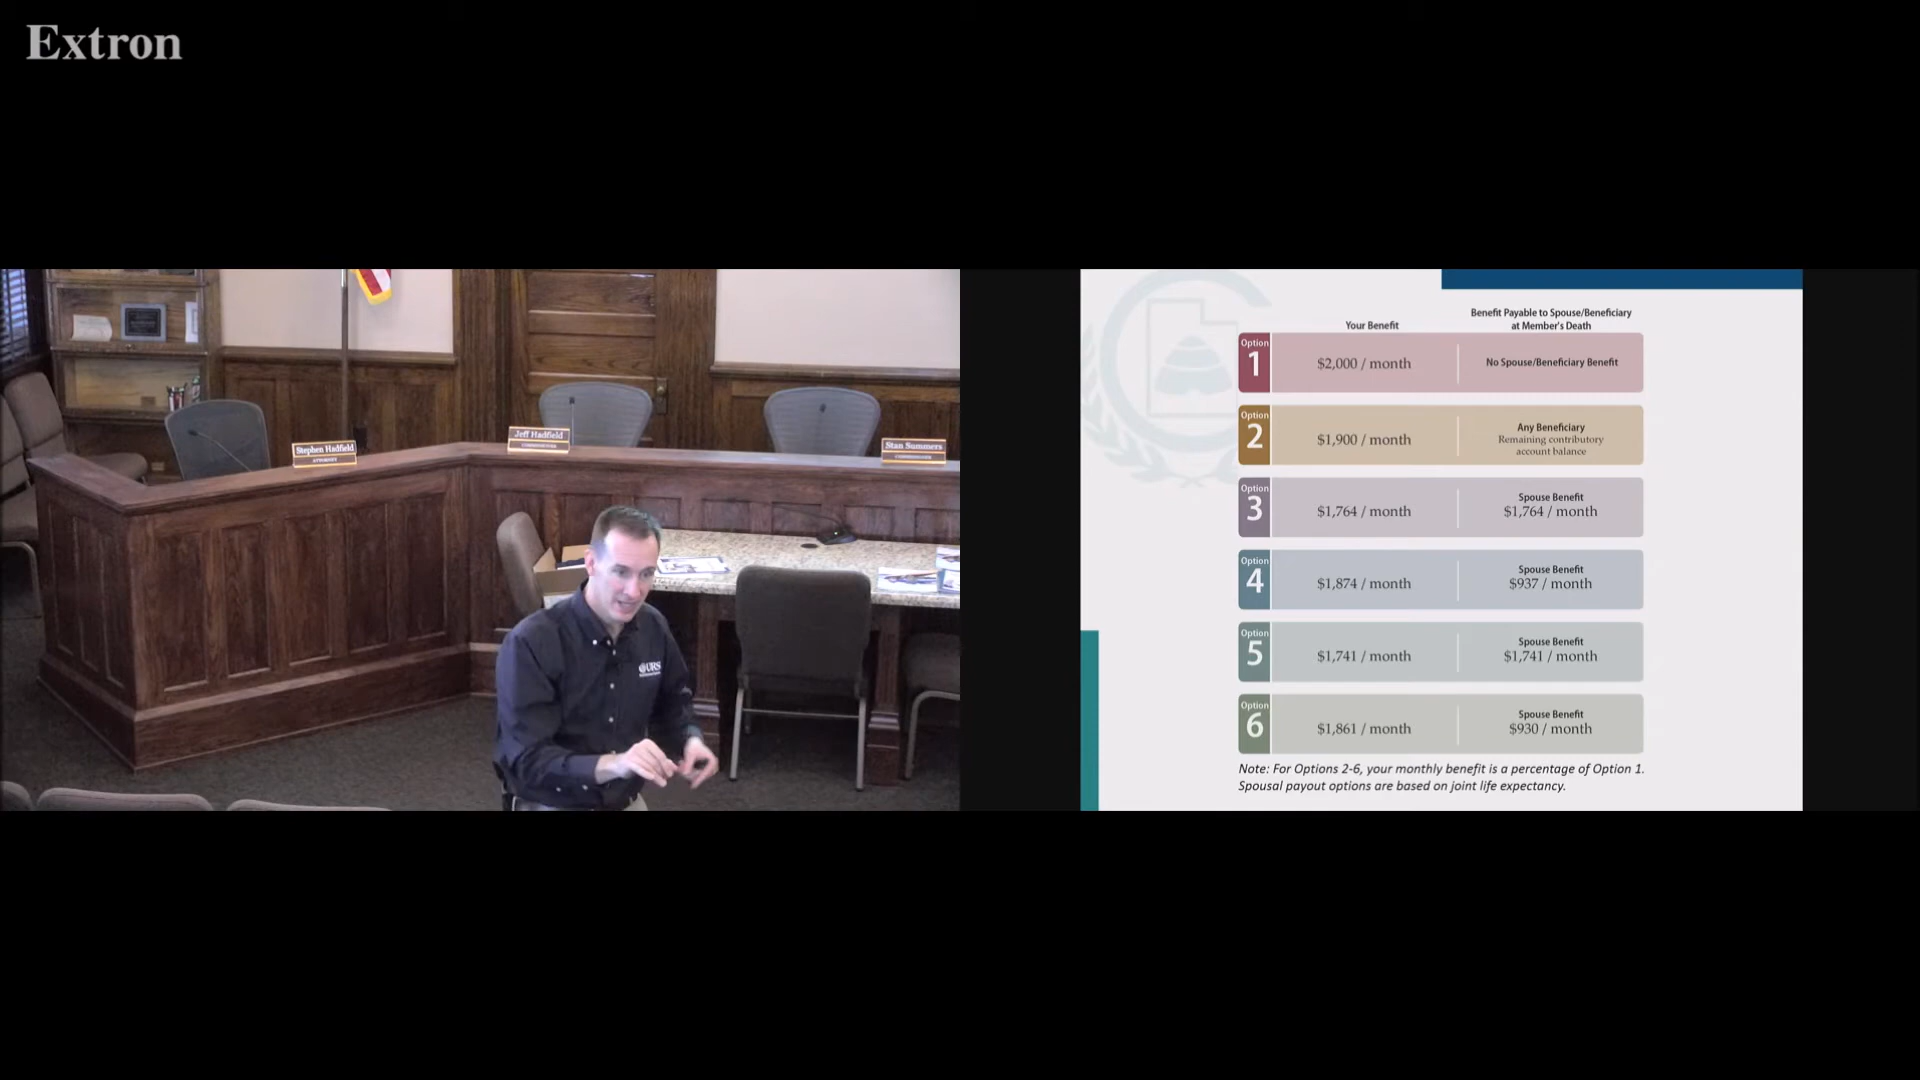 Extron
Stephen Hadfield
ATTORNEY
Jeff Hadfield
COMMISSIONER
Stan Summers
COMMISSIONER
URS
Your Benefit
Benefit Payable to Spouse/Beneficiary
at Member's Death
Option
1
$2,000 / month
No Spouse/Beneficiary Benefit
Option
2
$1,900 / month
Any Beneficiary
Remaining contributory
account balance
Option
3
$1,764 / month
Spouse Benefit
$1,764 / month
Option
4
$1,874 / month
Spouse Benefit
$937 / month
Option
5
$1,741 / month
Spouse Benefit
$1,741 / month
Option
6
$1,861 / month
Spouse Benefit
$930 / month
Note: For Options 2-6, your monthly benefit is a percentage of Option 1.
Spousal payout options are based on joint life expectancy.